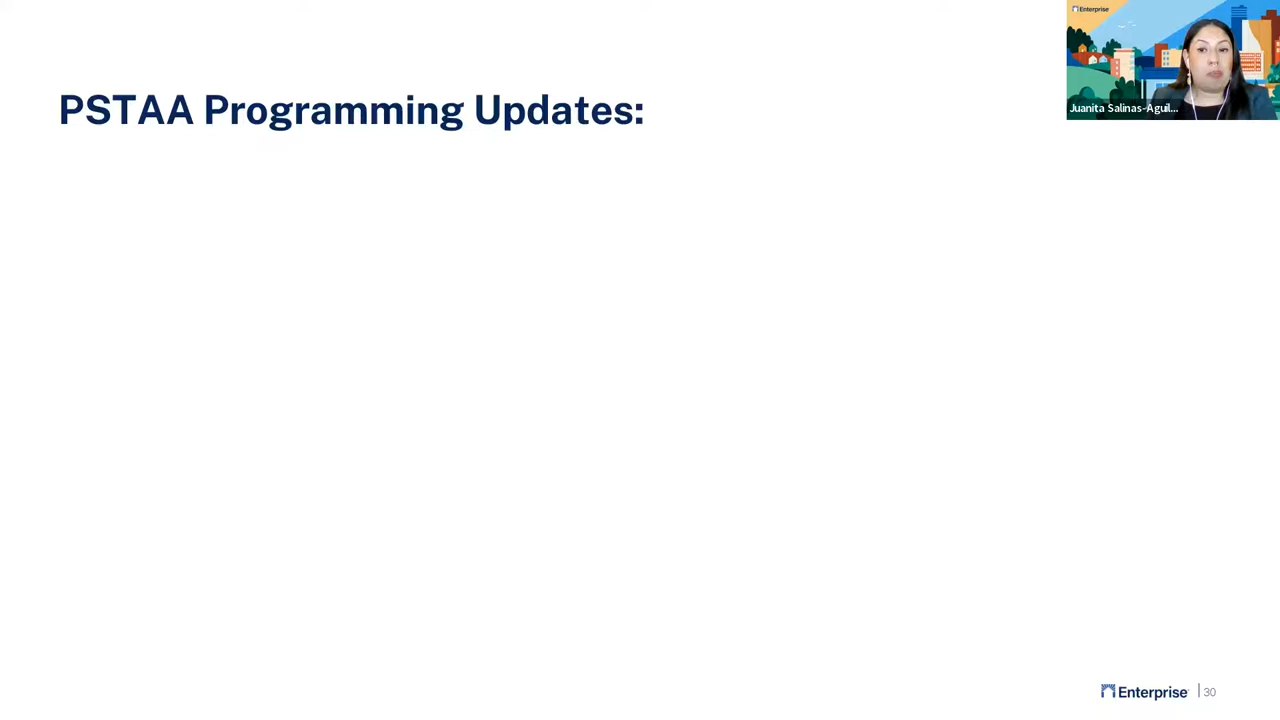 Enterprise
PSTAA Programming Updates:
Juanita Salinas-Aguil...
Enterprise
30